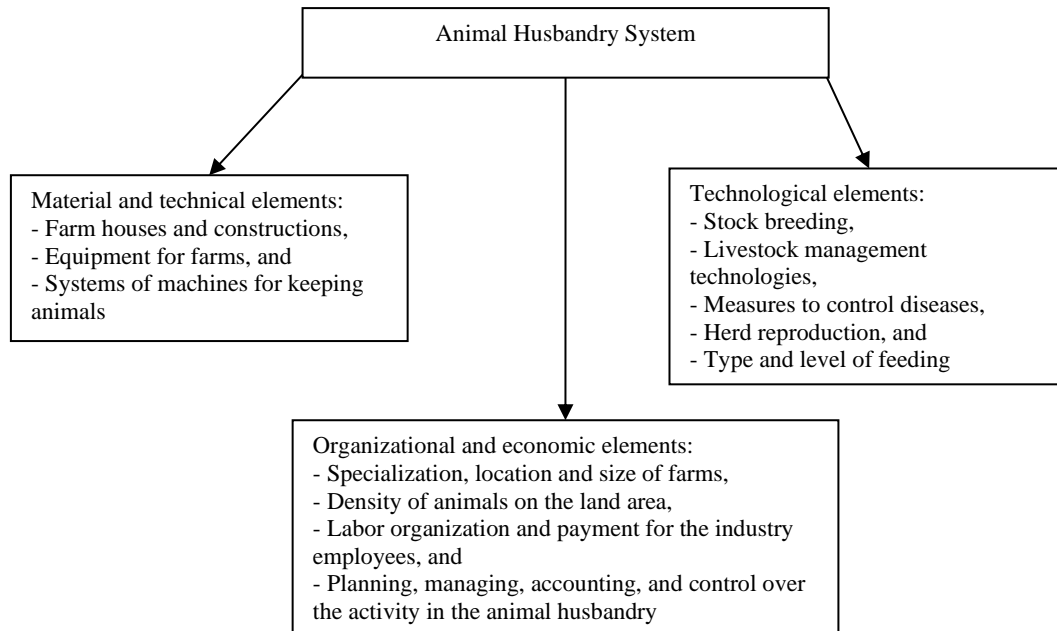 Animal Husbandry System
Material and technical elements:
- Farm houses and constructions,
- Equipment for farms, and
- Systems of machines for keeping
animals
Technological elements:
- Stock breeding,
- Livestock management
technologies,
- Measures to control diseases,
- Herd reproduction, and
- Type and level of feeding
Organizational and economic elements:
- Specialization, location and size of farms,
- Density of animals on the land area,
- Labor organization and payment for the industry
employees, and
- Planning, managing, accounting, and control over
the activity in the animal husbandry